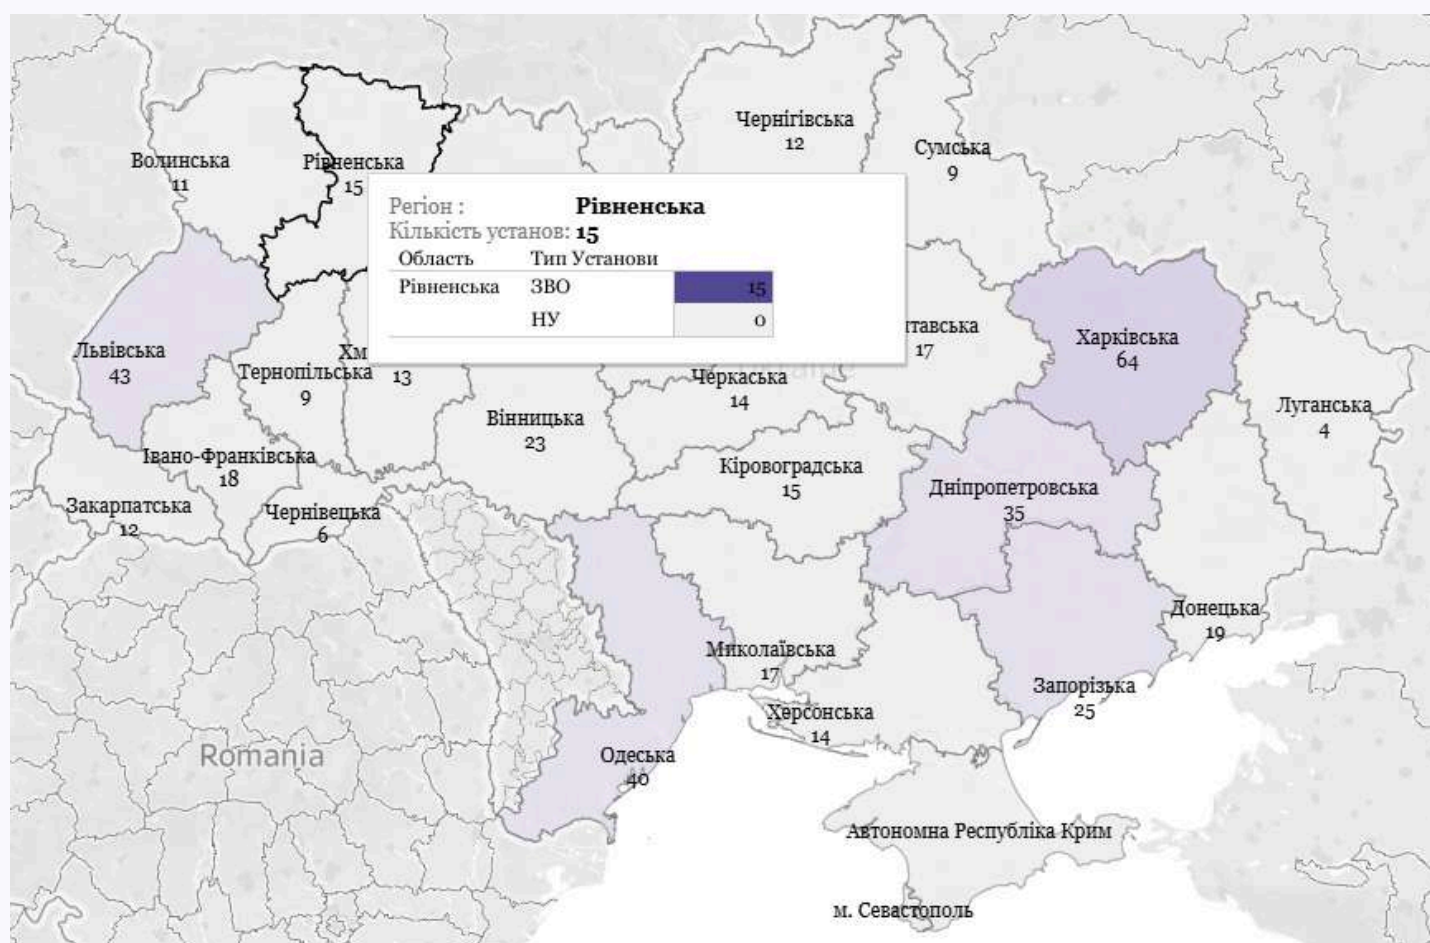 Чернігівська
12
Сумська
9
Волинська
11
Рівненська
15
Регіон : Рівненська
Кількість установ: 15
Область Тип Установи
Рівненська ЗВО 15
НУ 0
тавська
17
Харківська
64
Львівська
43
Хм
13
Тернопільська
9
Черкаська
14
Вінницька
23
Луганська
4
Івано-Франківська
18
Кіровоградська
15
Дніпропетровська
35
Закарпатська
12
Чернівецька
6
Донецька
19
Миколаївська
17
Запорізька
25
Херсонська
14
Romania
Одеська
40
Автономна Республіка Крим
м. Севастополь